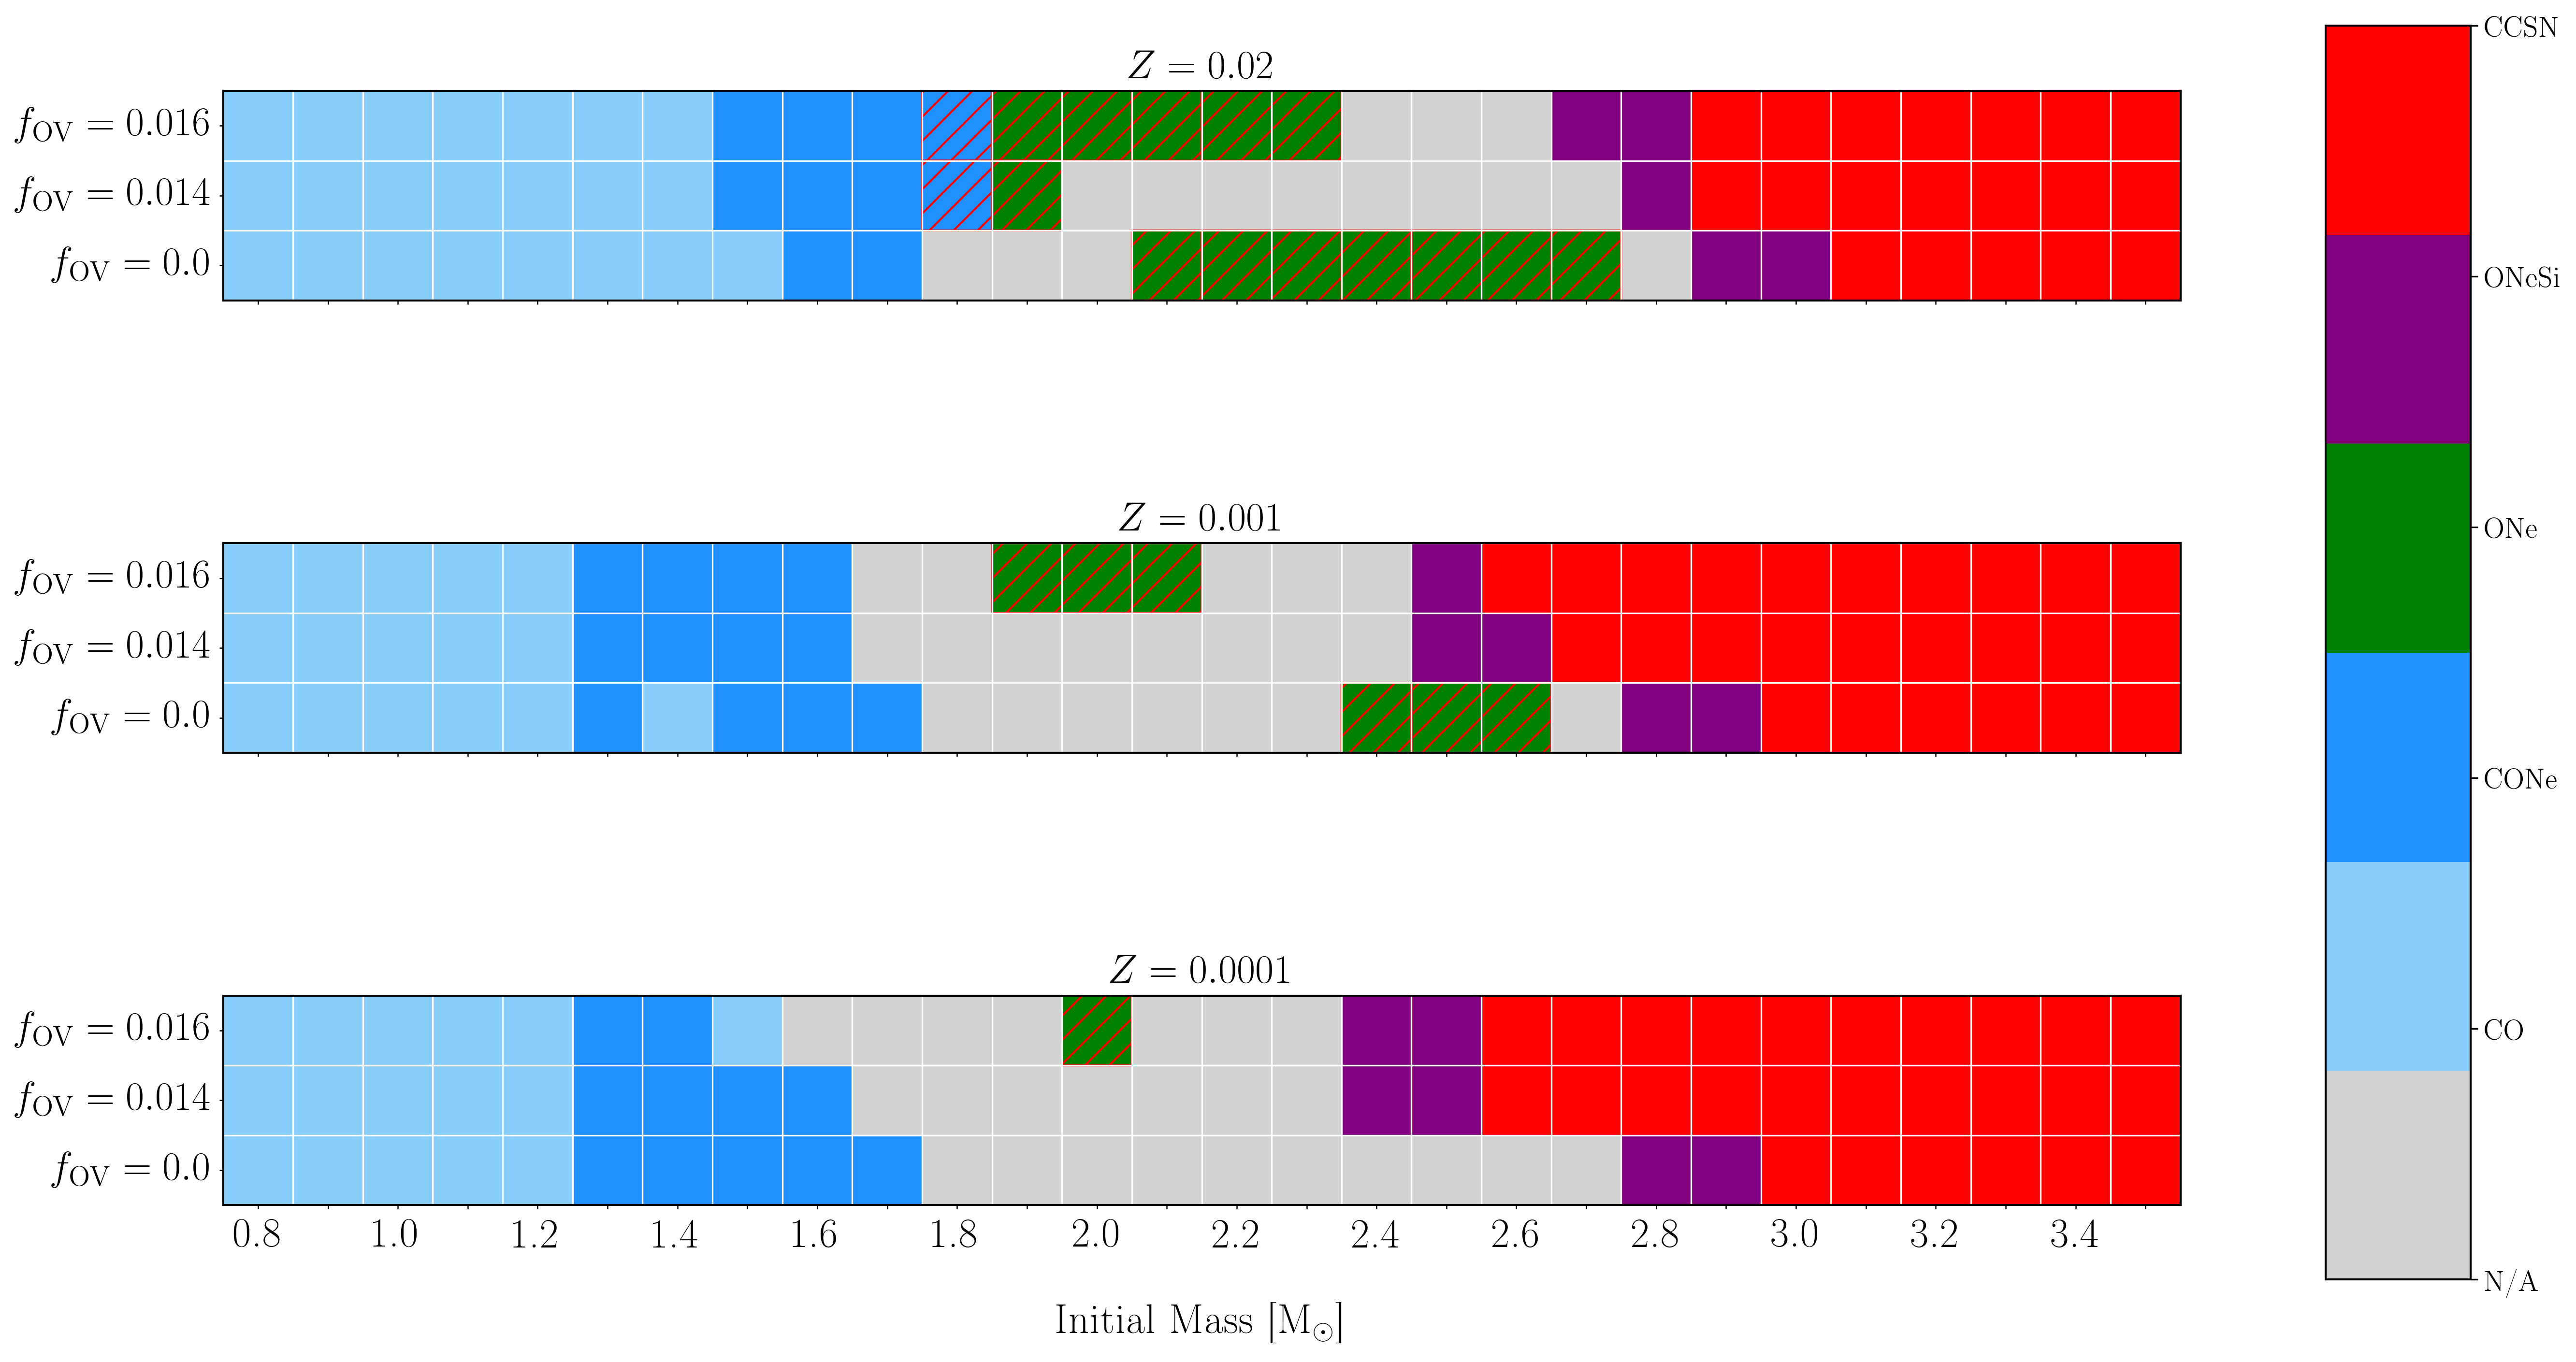 Z = 0.02
f_OV = 0.016
f_OV = 0.014
f_OV = 0.0
Z = 0.001
f_OV = 0.016
f_OV = 0.014
f_OV = 0.0
Z = 0.0001
f_OV = 0.016
f_OV = 0.014
f_OV = 0.0
0.8 1.0 1.2 1.4 1.6 1.8 2.0 2.2 2.4 2.6 2.8 3.0 3.2 3.4
Initial Mass [M⊙]
CCSN
ONeSi
ONe
CONe
CO
N/A